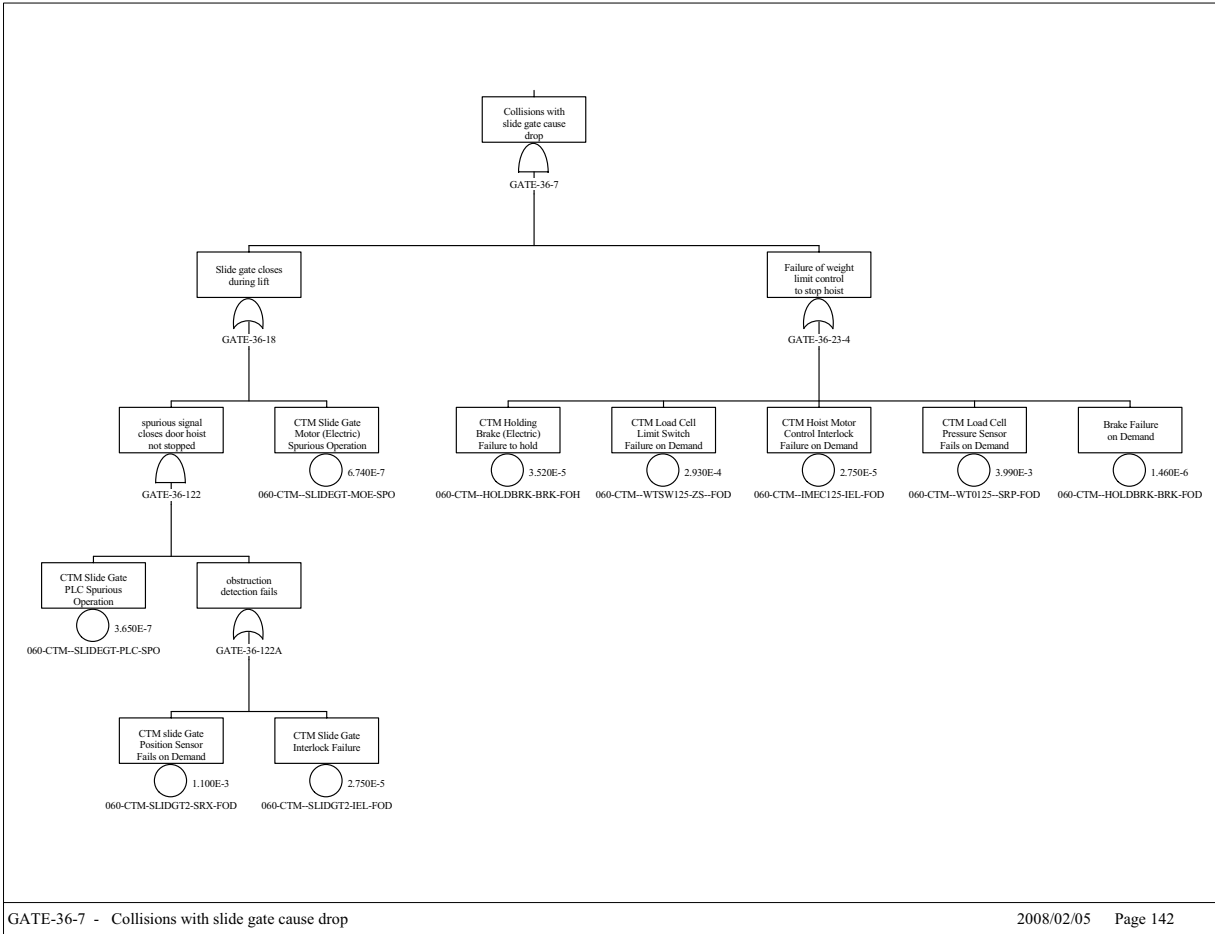 Collisions with
slide gate cause
drop
GATE-36-7
Slide gate closes
during lift
GATE-36-18
Failure of weight
limit control
to stop hoist
GATE-36-23-4
spurious signal
closes door hoist
not stopped
GATE-36-122
CTM Slide Gate
Motor (Electric)
Spurious Operation
6.740E-7
060-CTM--SLIDEGT-MOE-SPO
CTM Holding
Brake (Electric)
Failure to hold
3.520E-5
060-CTM--HOLDBRK-BRK-FOH
CTM Load Cell
Limit Switch
Failure on Demand
2.930E-4
060-CTM--WTSW125-ZS--FOD
CTM Hoist Motor
Control Interlock
Failure on Demand
2.750E-5
060-CTM--IMEC125-IEL-FOD
CTM Load Cell
Pressure Sensor
Fails on Demand
3.990E-3
060-CTM--WT0125--SRP-FOD
Brake Failure
on Demand
1.460E-6
060-CTM--HOLDBRK-BRK-FOD
CTM Slide Gate
PLC Spurious
Operation
3.650E-7
060-CTM--SLIDEGT-PLC-SPO
obstruction
detection fails
GATE-36-122A
CTM slide Gate
Position Sensor
Fails on Demand
1.100E-3
060-CTM-SLIDGT2-SRX-FOD
CTM Slide Gate
Interlock Failure
2.750E-5
060-CTM--SLIDGT2-IEL-FOD
GATE-36-7 - Collisions with slide gate cause drop
2008/02/05 Page 142